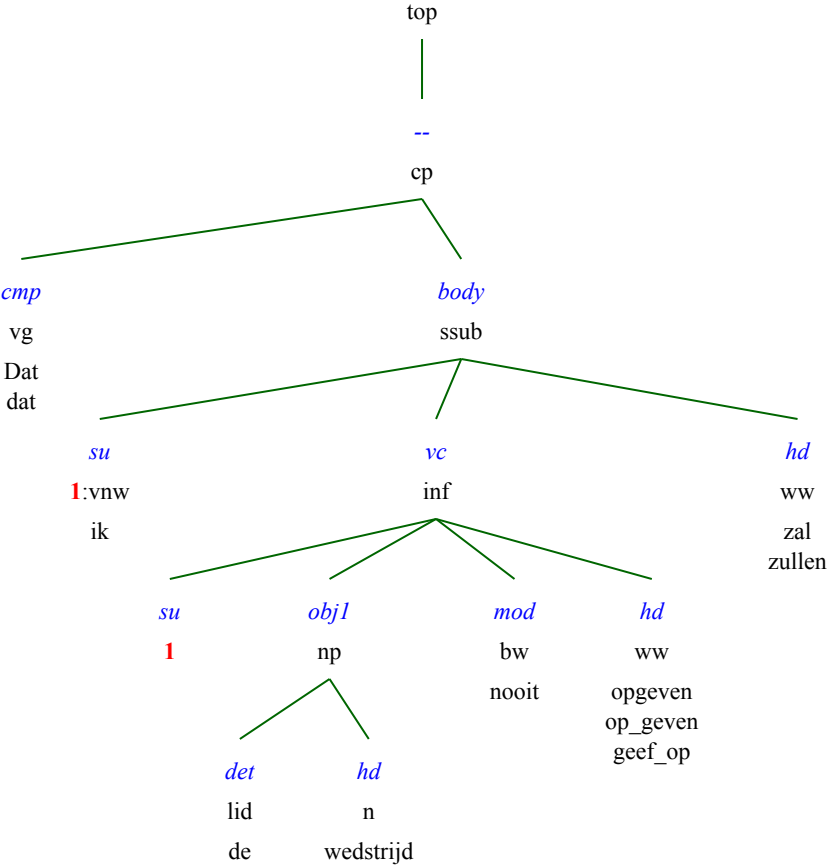 top
--
cp
cmp body
vg ssub
Dat
dat
su vc hd
1:vnw inf ww
ik zal
zullen
su obj1 mod hd
1 np bw ww
nooit opgeven
op_geven
geef_op
det hd
lid n
de wedstrijd